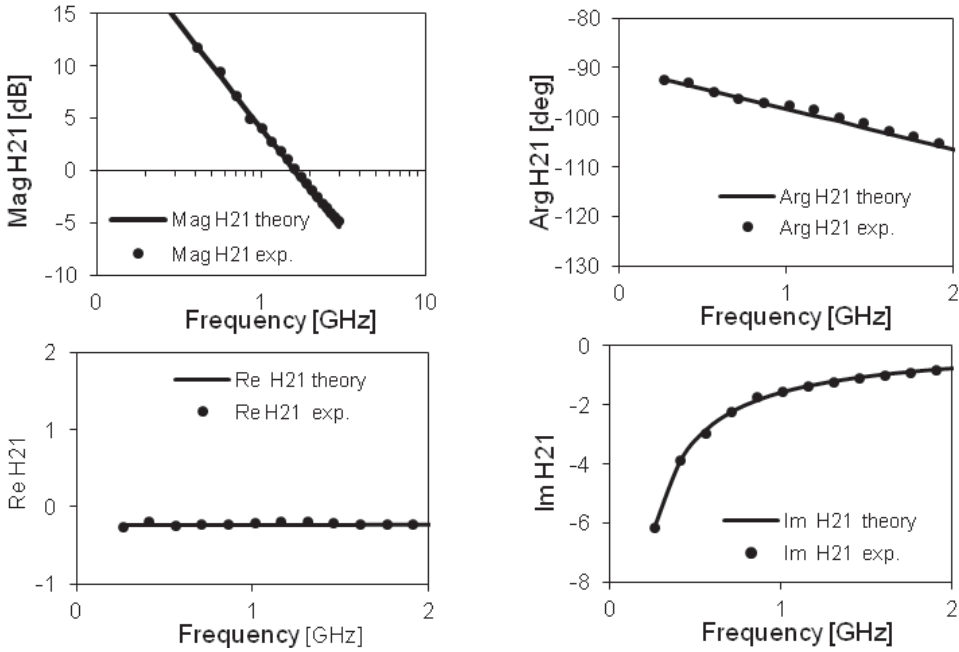 15
10
5
0
-5
-10
Mag H21 [dB]
Mag H21 theory
Mag H21 exp.
0
1
10
Frequency [GHz]
-80
-90
-100
-110
-120
-130
Arg H21 [deg]
Arg H21 theory
Arg H21 exp.
0
1
2
Frequency [GHz]
2
1
-0
-1
Re H21
Re H21 theory
Re H21 exp.
0
1
2
Frequency [GHz]
0
-2
-4
-6
-8
Im H21
Im H21 theory
Im H21 exp.
0
1
2
Frequency [GHz]